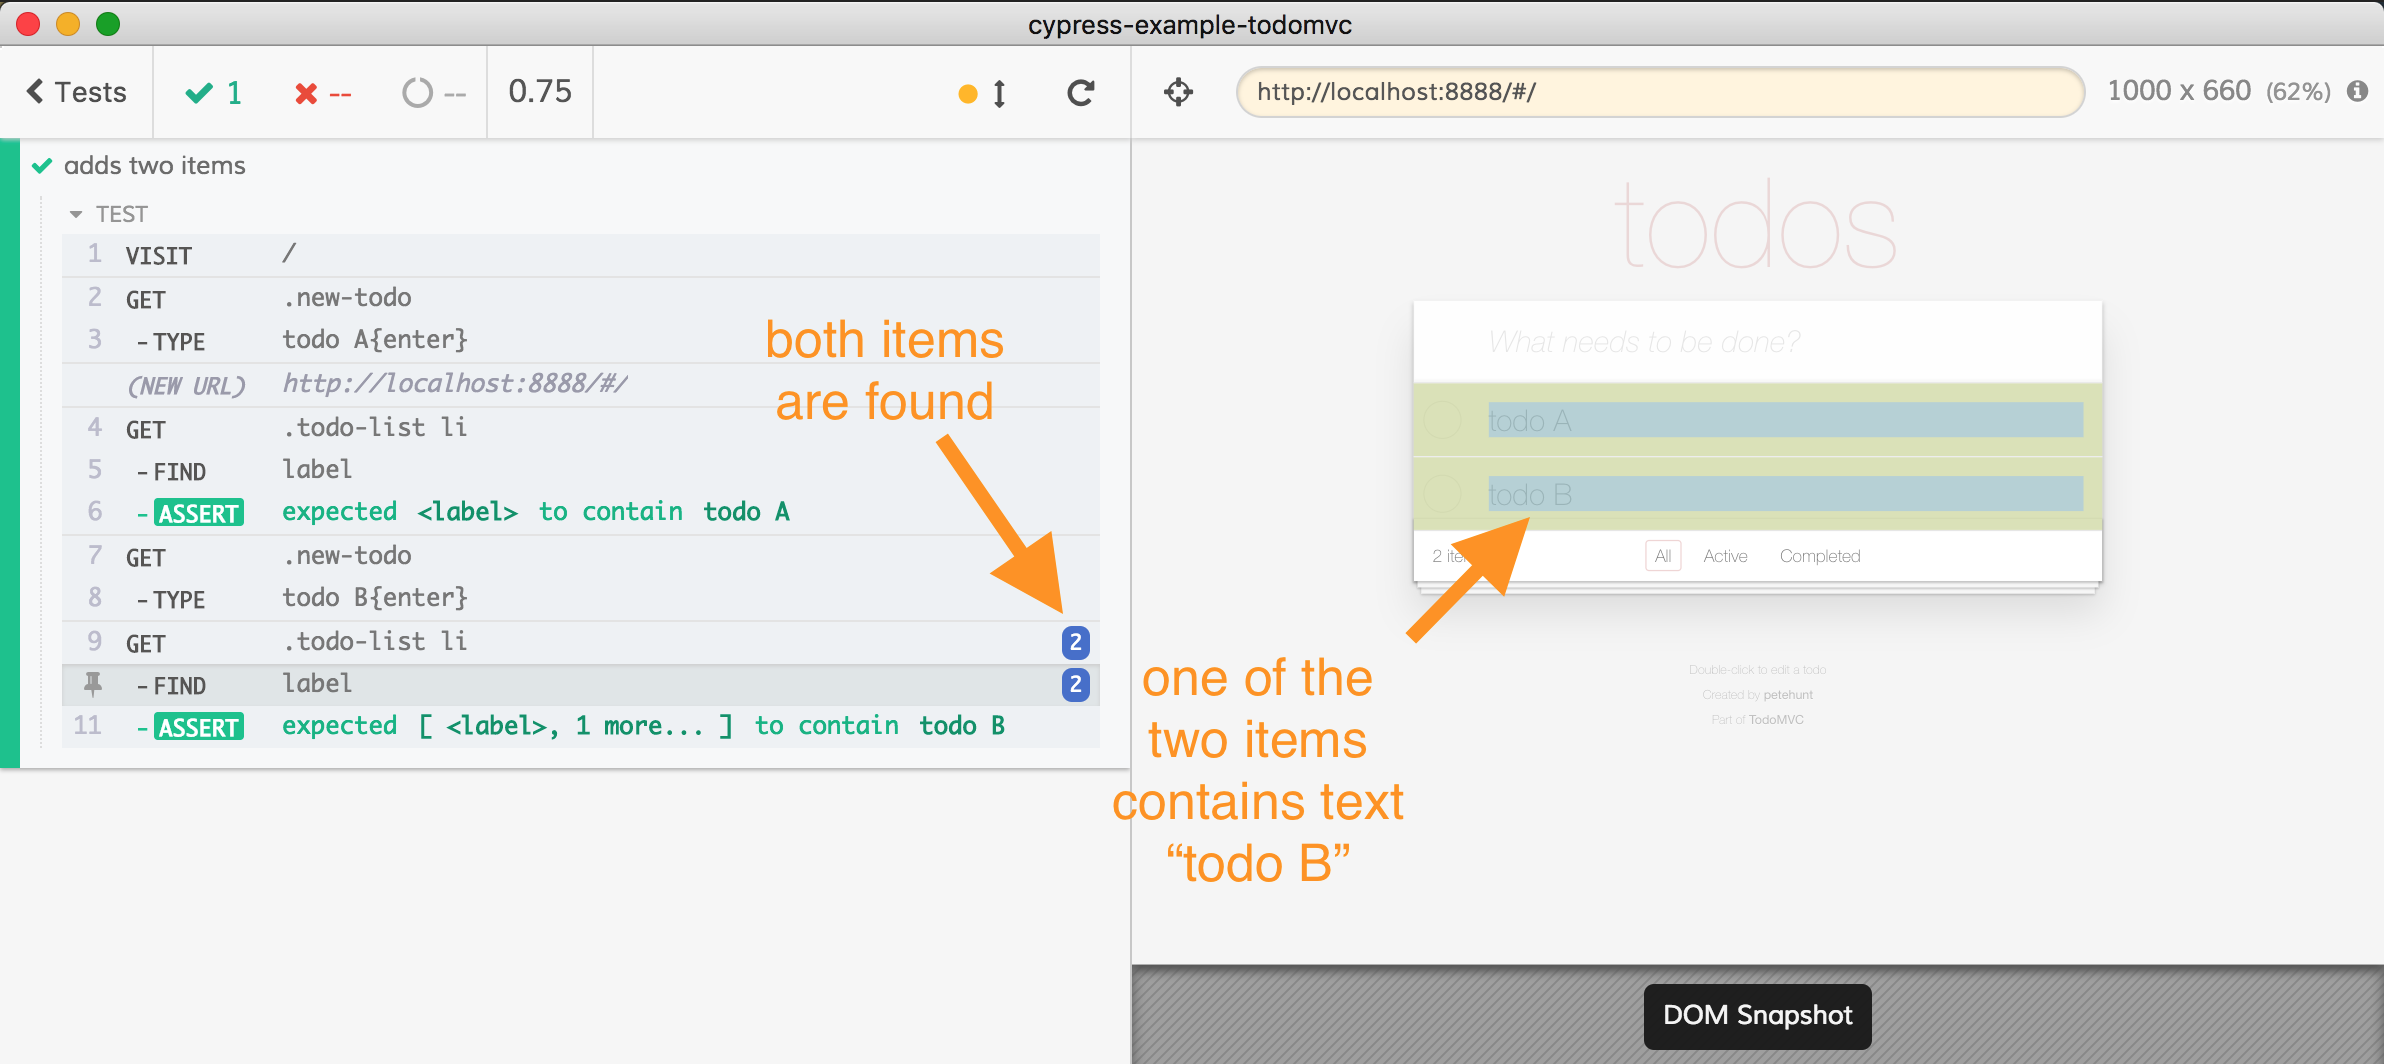 cypress-example-todomvc
Tests 1 -- -- 0.75
http://localhost:8888/#/ 1000 x 660 (62%)
adds two items
TEST
1 VISIT /
2 GET .new-todo
3 -TYPE todo A{enter}
(NEW URL) http://localhost:8888/#/
4 GET .todo-list li
5 -FIND label
6 -ASSERT expected <label> to contain todo A
7 GET .new-todo
8 -TYPE todo B{enter}
9 GET .todo-list li 2
-FIND label 2
11 -ASSERT expected [ <label>, 1 more... ] to contain todo B
both items
are found
todos
What needs to be done?
todo A
todo B
2 All Active Completed
Double-click to edit a todo
Created by petehunt
Part of TodoMVC
one of the
two items
contains text
“todo B”
DOM Snapshot